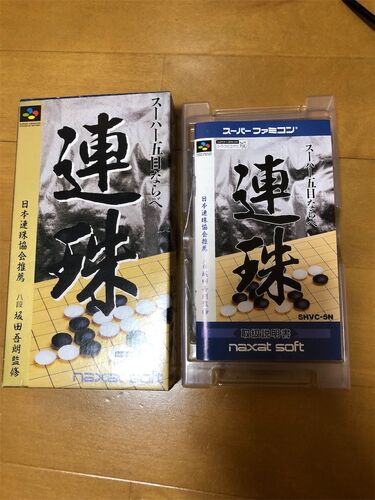 スーパー五目ならべ
連珠
日本連珠協会推薦
八段 坂田吾朗監修
naxat soft
スーパーファミコン
スーパー五目ならべ
連珠
日本連珠協会推薦
SHVC-5N
取扱説明書
naxat soft